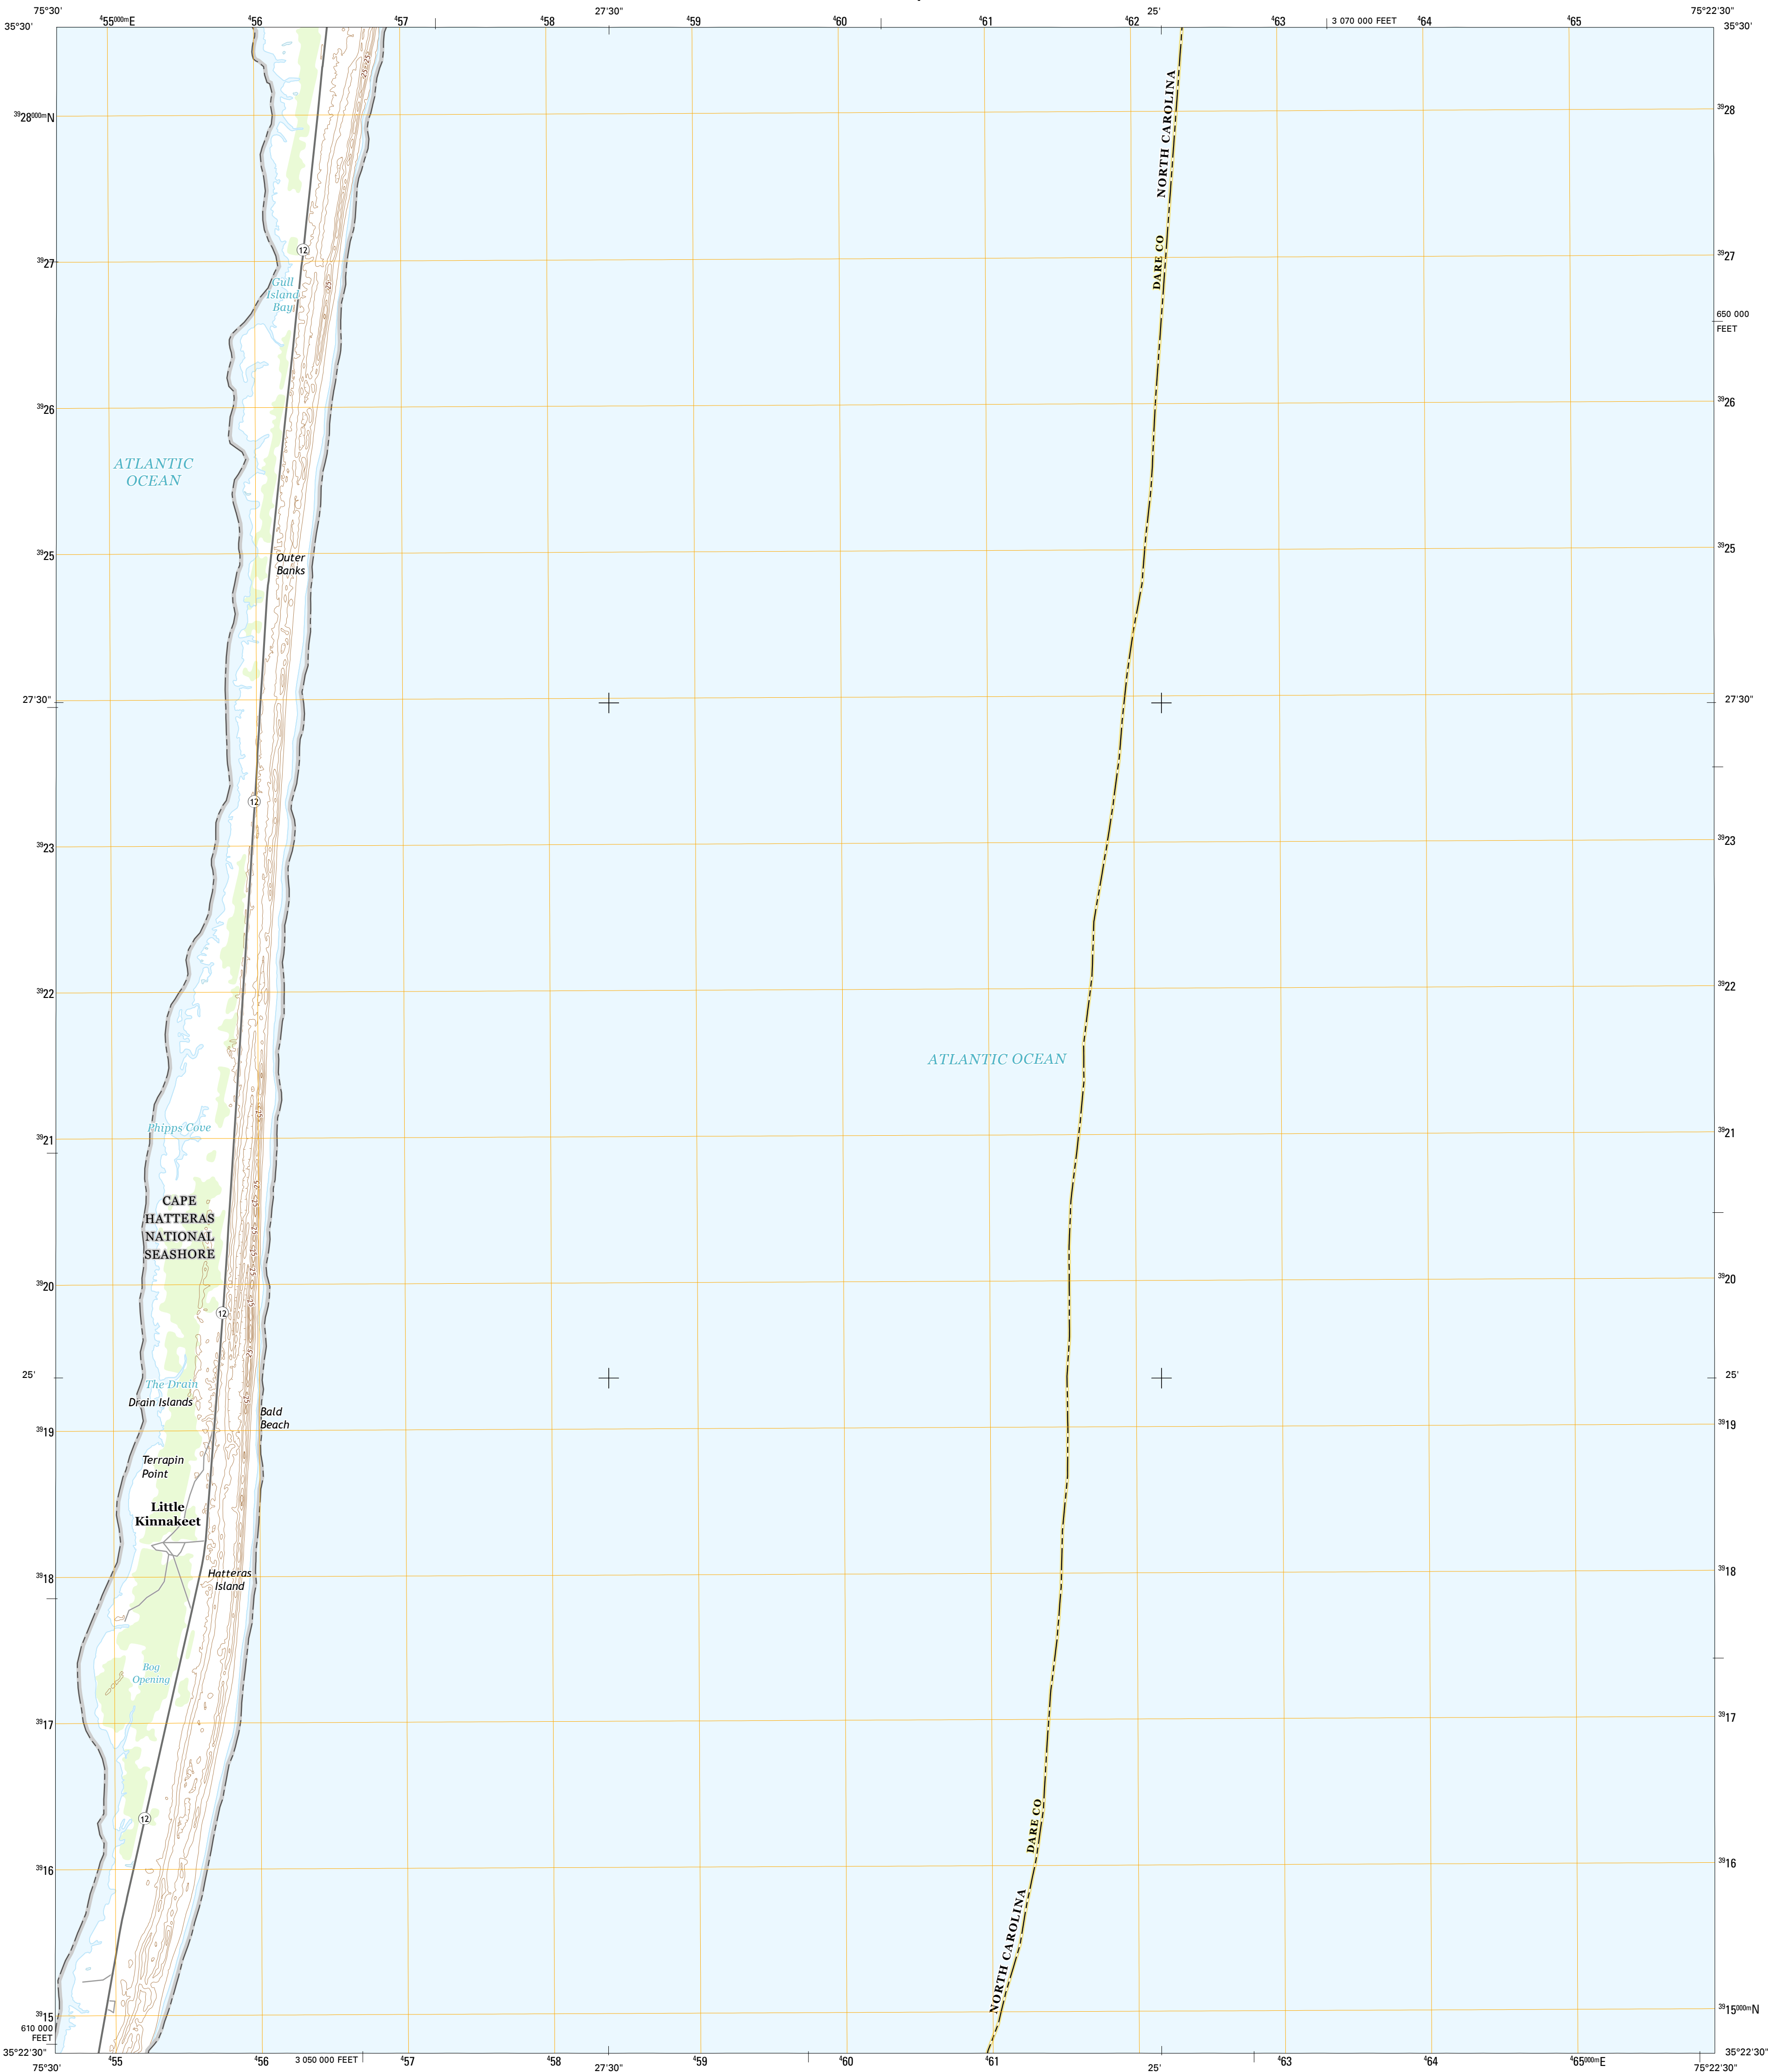 75°30'
⁴55⁰⁰⁰ᵐE
⁴56
⁴57
⁴58
27'30"
⁴59
⁴60
⁴61
⁴62
25'
⁴63
3 070 000 FEET
⁴64
⁴65
75°22'30"
35°30'
35°30'
NORTH CAROLINA
³⁹28⁰⁰⁰ᵐN
³⁹28
DARE CO
12
³⁹27
³⁹27
Gull
Island
Bay
25
650 000
FEET
³⁹26
³⁹26
ATLANTIC
OCEAN
³⁹25
³⁹25
Outer
Banks
27'30"
27'30"
12
³⁹23
³⁹23
³⁹22
³⁹22
ATLANTIC OCEAN
Phipps Cove
³⁹21
³⁹21
CAPE
HATTERAS
NATIONAL
SEASHORE
³⁹20
³⁹20
12
25'
25'
The Drain
Drain Islands
Bald
Beach
³⁹19
³⁹19
Terrapin
Point
Little
Kinnakeet
³⁹18
³⁹18
Hatteras
Island
Bog
Opening
³⁹17
³⁹17
12
DARE CO
³⁹16
³⁹16
NORTH CAROLINA
³⁹15
³⁹15⁰⁰⁰ᵐN
610 000
FEET
35°22'30"
35°22'30"
75°30'
⁴55
⁴56
3 050 000 FEET
⁴57
⁴58
27'30"
⁴59
⁴60
⁴61
25'
⁴63
⁴64
⁴65⁰⁰⁰ᵐE
75°22'30"